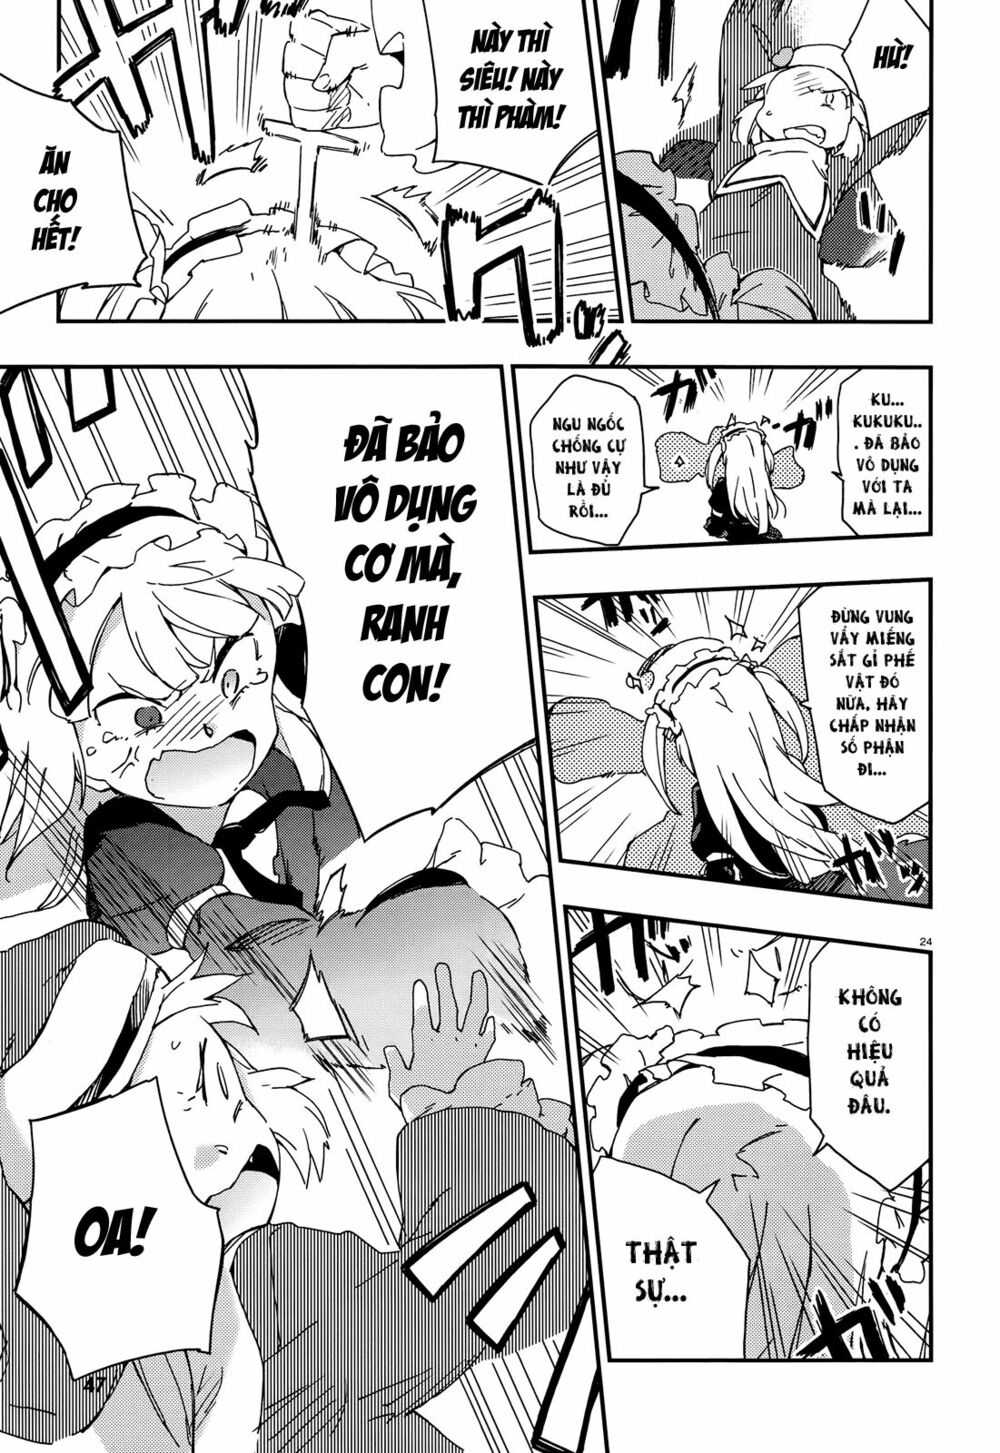 HỪ!
NÀY THÌ
SIÊU! NÀY
THÌ PHÀM!
ĂN
CHO
HẾT!
KU...
KUKUKU..
. ĐÃ BẢO
VÔ DỤNG
VỚI TA
MÀ LẠI...
NGU NGỐC
CHỐNG CỰ
NHƯ VẬY
LÀ ĐỦ
RỒI...
ĐỪNG VUNG
VẨY MIẾNG
SẮT GỈ PHẾ
VẬT ĐÓ
NỮA, HÃY
CHẤP NHẬN
SỐ PHẬN
ĐI...
24
KHÔNG
CÓ
HIỆU
QUẢ
ĐÂU.
THẬT
SỰ...
ĐÃ BẢO
VÔ DỤNG
CƠ MÀ,
RANH
CON!
OA!
47